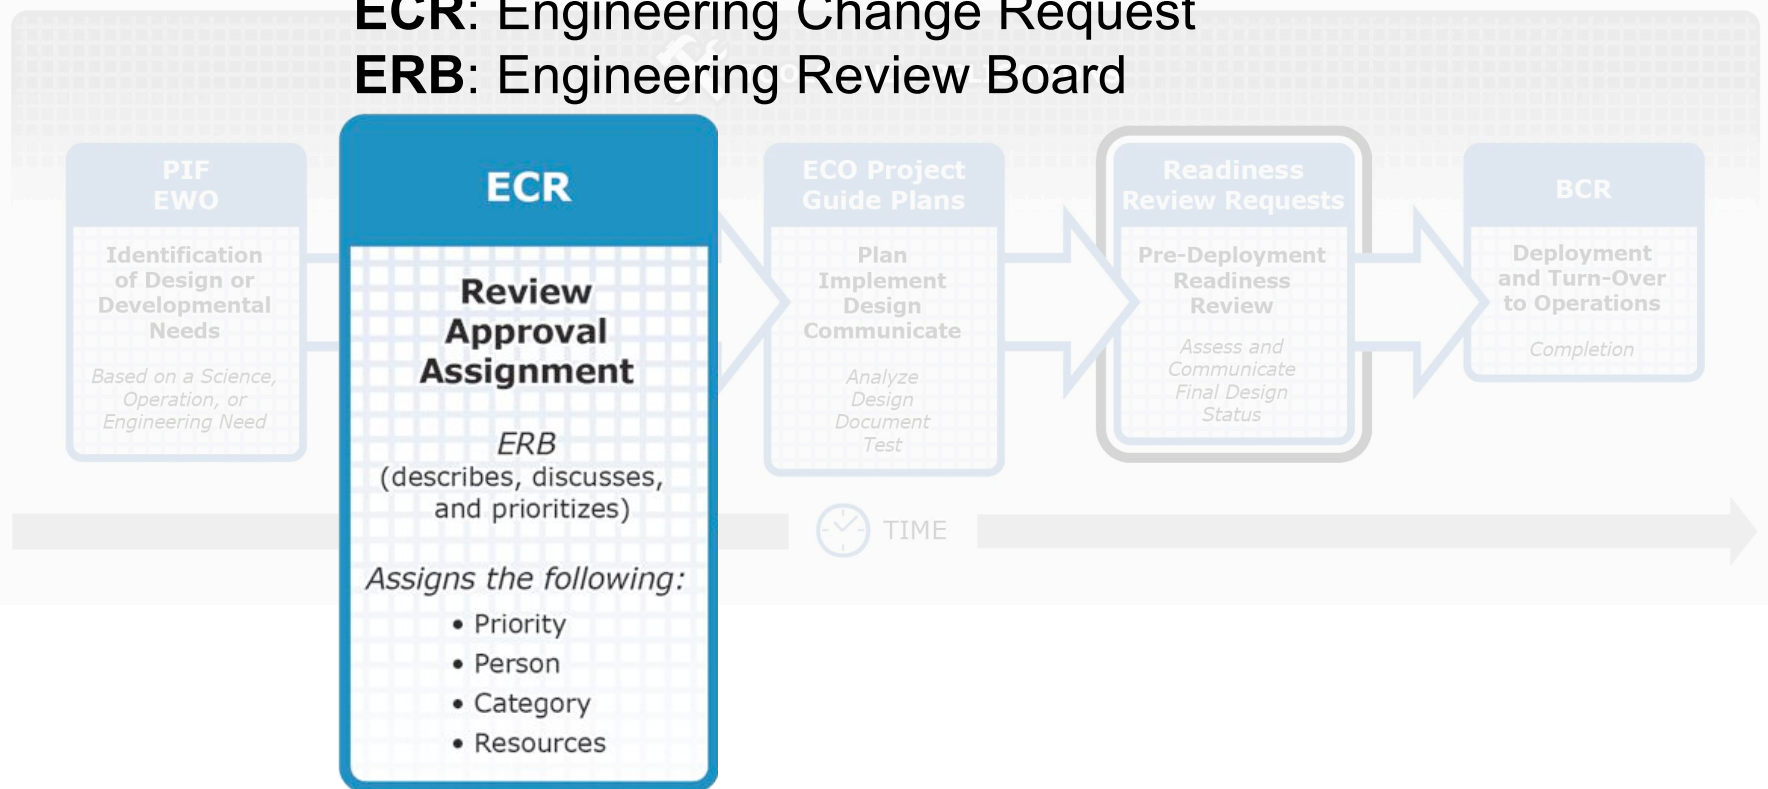 ECR: Engineering Change Request
ERB: Engineering Review Board
PIF
EWO
Identification
of Design or
Developmental
Needs
Based on a Science,
Operation, or
Engineering Need
ECR
Review
Approval
Assignment
ERB
(describes, discusses,
and prioritizes)
Assigns the following:
• Priority
• Person
• Category
• Resources
ECO Project
Guide Plans
Plan
Implement
Design
Communicate
Analyze
Design
Document
Test
Readiness
Review Requests
Pre-Deployment
Readiness
Review
Assess and
Communicate
Final Design
Status
BCR
Deployment
and Turn-Over
to Operations
Completion
TIME